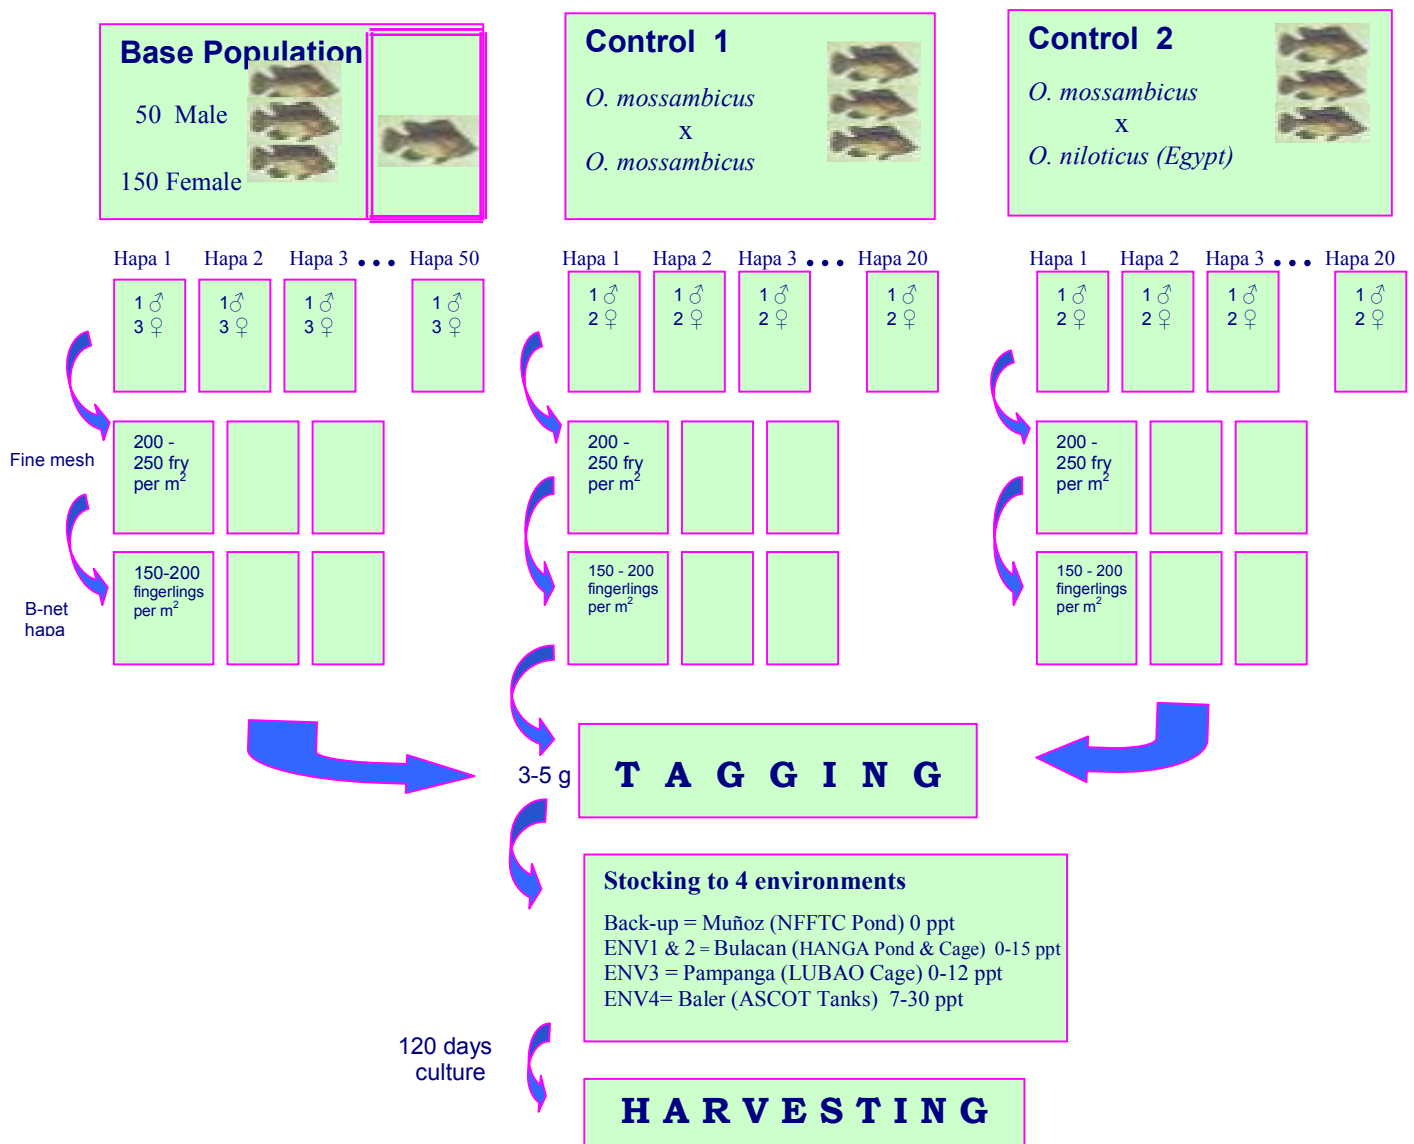 Base Population
50 Male
150 Female
Control 1
O. mossambicus
x
O. mossambicus
Control 2
O. mossambicus
x
O. niloticus (Egypt)
Hapa 1 Hapa 2 Hapa 3 ••• Hapa 50
1 ♂ 1♂ 1 ♂ 1 ♂
3 ♀ 3 ♀ 3 ♀ 3 ♀
Hapa 1 Hapa 2 Hapa 3 ••• Hapa 20
1 ♂ 1 ♂ 1 ♂ 1 ♂
2 ♀ 2 ♀ 2 ♀ 2 ♀
Hapa 1 Hapa 2 Hapa 3 ••• Hapa 20
1 ♂ 1 ♂ 1 ♂ 1 ♂
2 ♀ 2 ♀ 2 ♀ 2 ♀
Fine mesh
200 -
250 fry
per m²
200 -
250 fry
per m²
200 -
250 fry
per m²
B-net
hapa
150-200
fingerlings
per m²
150 - 200
fingerlings
per m²
150 - 200
fingerlings
per m²
3-5 g
T A G G I N G
Stocking to 4 environments
Back-up = Muñoz (NFFTC Pond) 0 ppt
ENV1 & 2 = Bulacan (HANGA Pond & Cage) 0-15 ppt
ENV3 = Pampanga (LUBAO Cage) 0-12 ppt
ENV4= Baler (ASCOT Tanks) 7-30 ppt
120 days
culture
H A R V E S T I N G